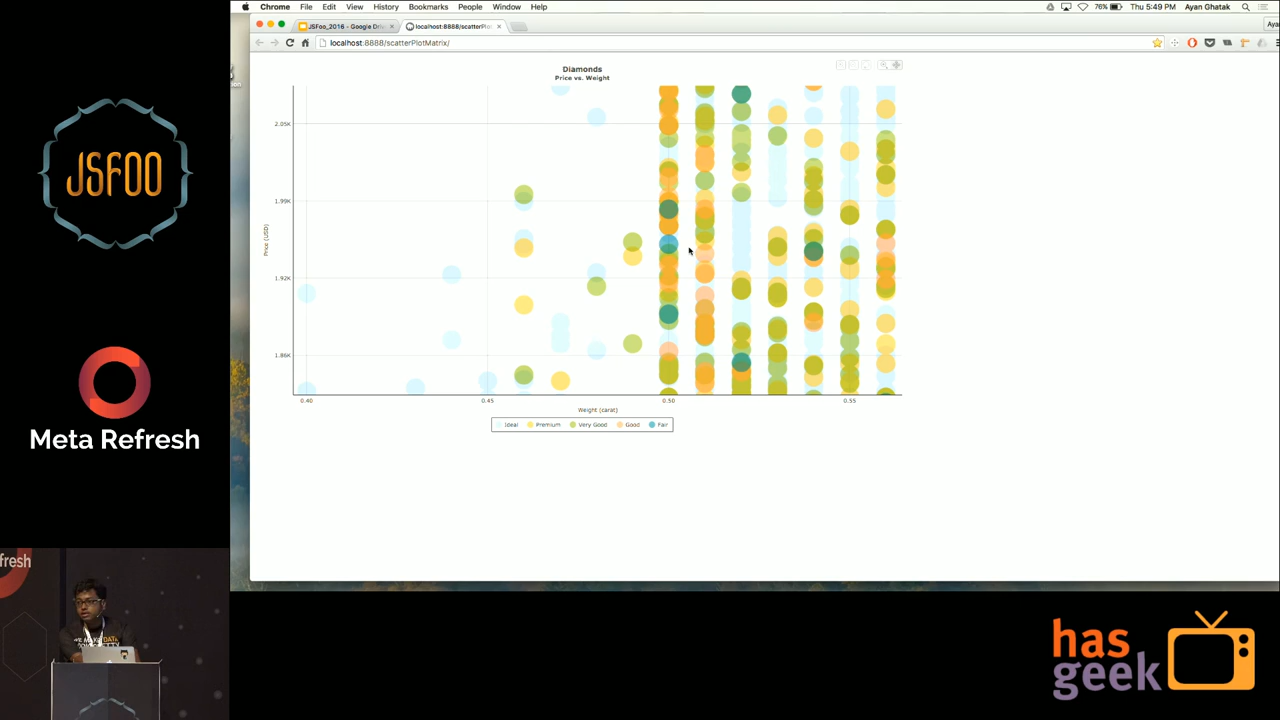 Chrome File Edit View History Bookmarks People Window Help
76% Thu 5:49 PM Ayan Ghatak
JSFoo_2016 - Google Driv
localhost:8888/scatterPlo
localhost:8888/scatterPlotMatrix/
Diamonds
Price vs. Weight
2.05K
1.99K
1.92K
1.86K
Price (USD)
0.40 0.45 0.50 0.55
Weight (carat)
Ideal Premium Very Good Good Fair
JSFOO
Meta Refresh
fresh
has
geek